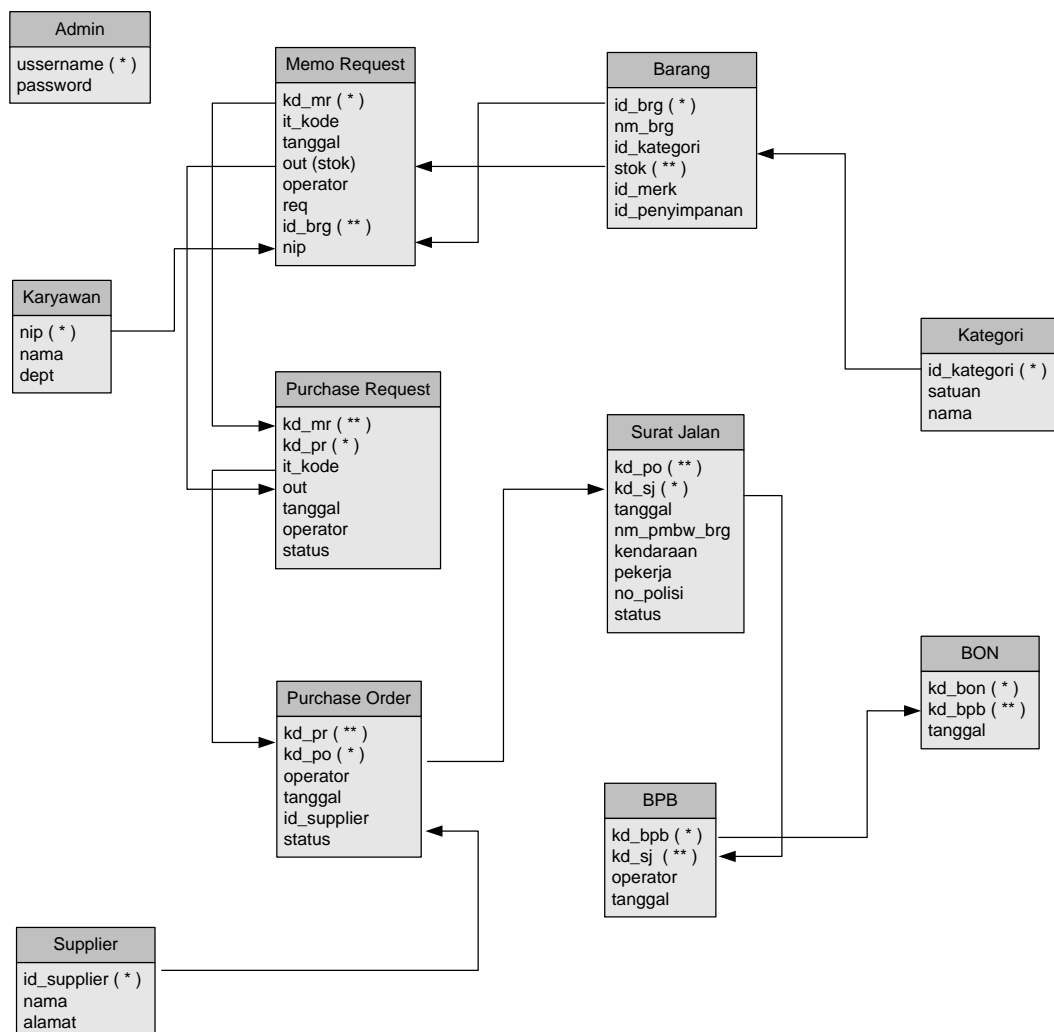 Admin
ussername ( * )
password
Memo Request
kd_mr ( * )
it_kode
tanggal
out (stok)
operator
req
id_brg ( ** )
nip
Barang
id_brg ( * )
nm_brg
id_kategori
stok ( ** )
id_merk
id_penyimpanan
Karyawan
nip ( * )
nama
dept
Kategori
id_kategori ( * )
satuan
nama
Purchase Request
kd_mr ( ** )
kd_pr ( * )
it_kode
out
tanggal
operator
status
Surat Jalan
kd_po ( ** )
kd_sj ( * )
tanggal
nm_pmbw_brg
kendaraan
pekerja
no_polisi
status
Purchase Order
kd_pr ( ** )
kd_po ( * )
operator
tanggal
id_supplier
status
BON
kd_bon ( * )
kd_bpb ( ** )
tanggal
BPB
kd_bpb ( * )
kd_sj ( ** )
operator
tanggal
Supplier
id_supplier ( * )
nama
alamat